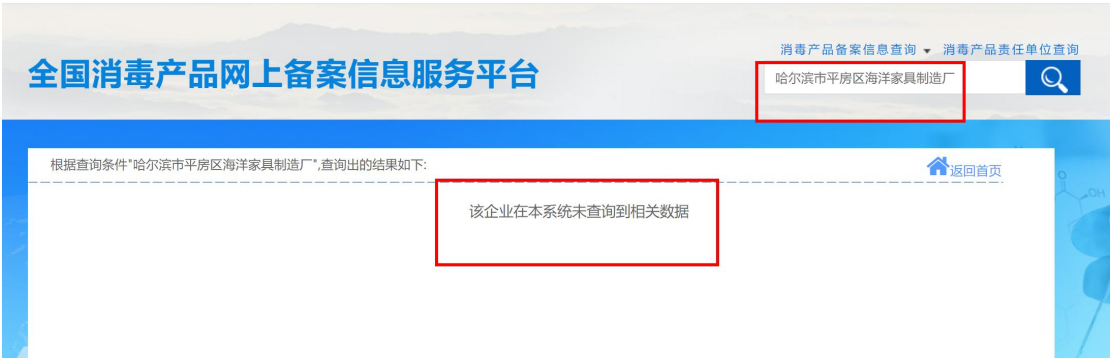 消毒产品备案信息查询 消毒产品责任单位查询
全国消毒产品网上备案信息服务平台
哈尔滨市平房区海洋家具制造厂
根据查询条件"哈尔滨市平房区海洋家具制造厂",查询出的结果如下:
返回首页
该企业在本系统未查询到相关数据
OH